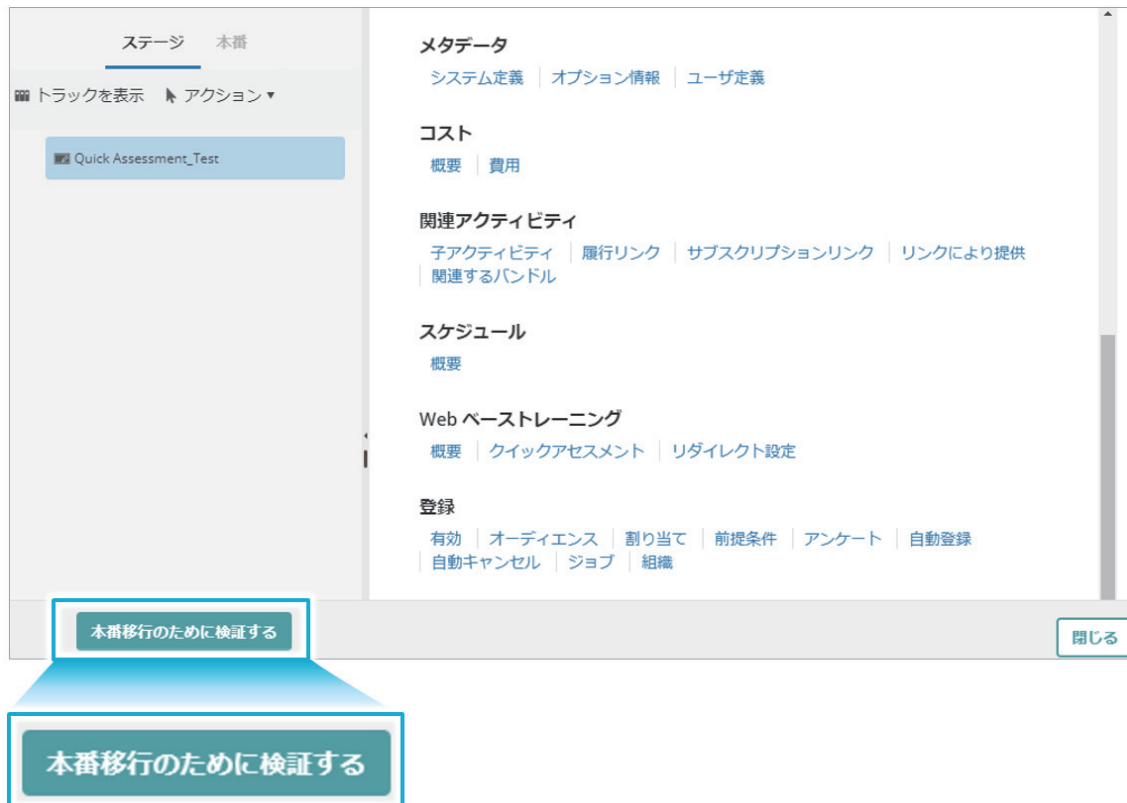 ステージ 本番
トラックを表示 アクション
Quick Assessment_Test
メタデータ
システム定義 オプション情報 ユーザ定義
コスト
概要 費用
関連アクティビティ
子アクティビティ 履行リンク サブスクリプションリンク リンクにより提供
関連するバンドル
スケジュール
概要
Web ベーストレーニング
概要 クイックアセスメント リダイレクト設定
登録
有効 オーディエンス 割り当て 前提条件 アンケート 自動登録
自動キャンセル ジョブ 組織
本番移行のために検証する
閉じる
本番移行のために検証する